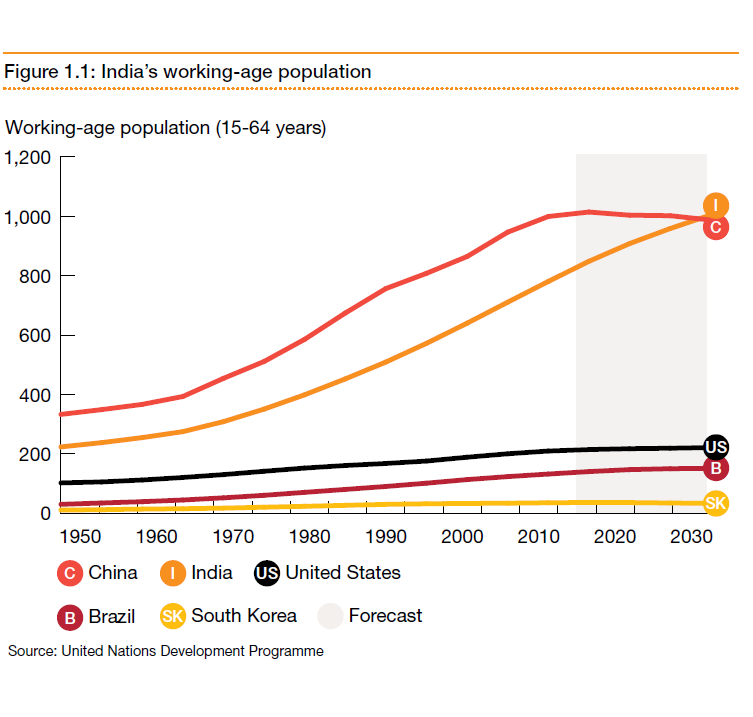 Figure 1.1: India's working-age population
Working-age population (15-64 years)
1,200
1,000
800
600
400
200
0
I
C
US
B
SK
1950 1960 1970 1980 1990 2000 2010 2020 2030
C China I India US United States
B Brazil SK South Korea Forecast
Source: United Nations Development Programme